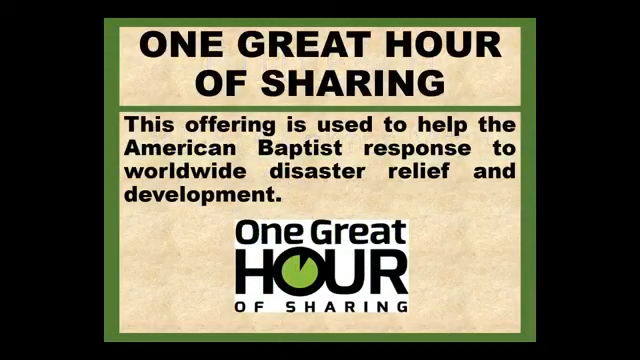 ONE GREAT HOUR
OF SHARING
This offering is used to help the
American Baptist response to
worldwide disaster relief and
development.
One Great
HOUR
OF SHARING